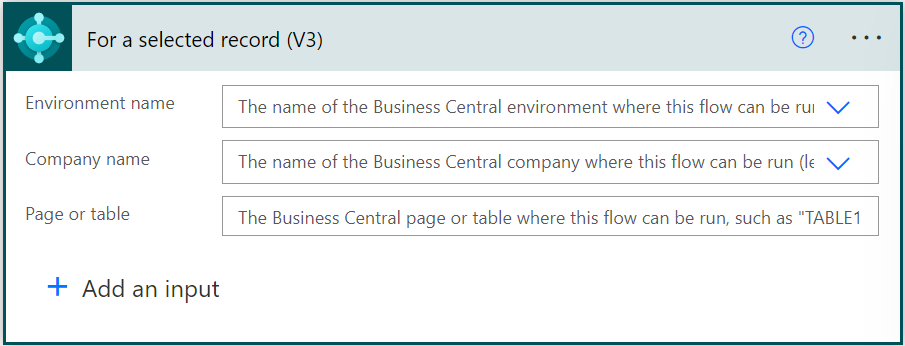 For a selected record (V3)
Environment name
The name of the Business Central environment where this flow can be
Company name
The name of the Business Central company where this flow can be run
Page or table
The Business Central page or table where this flow can be run, such as "TABLE1
Add an input